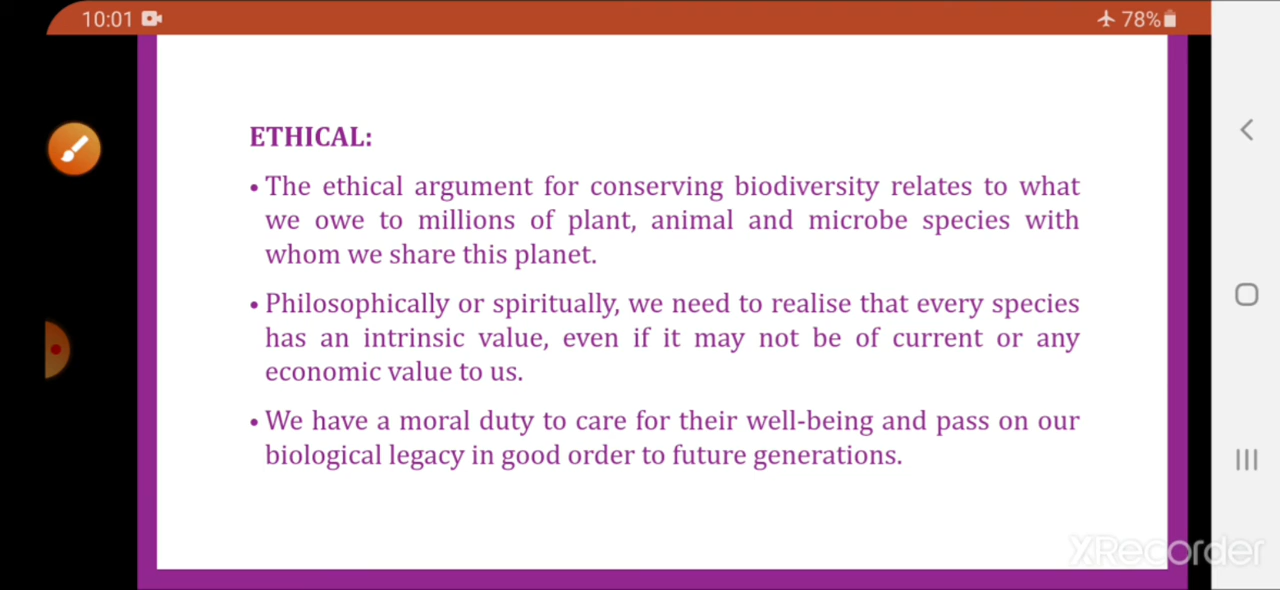 10:01 78%
ETHICAL:
• The ethical argument for conserving biodiversity relates to what
we owe to millions of plant, animal and microbe species with
whom we share this planet.
• Philosophically or spiritually, we need to realise that every species
has an intrinsic value, even if it may not be of current or any
economic value to us.
• We have a moral duty to care for their well-being and pass on our
biological legacy in good order to future generations.
XRecorder